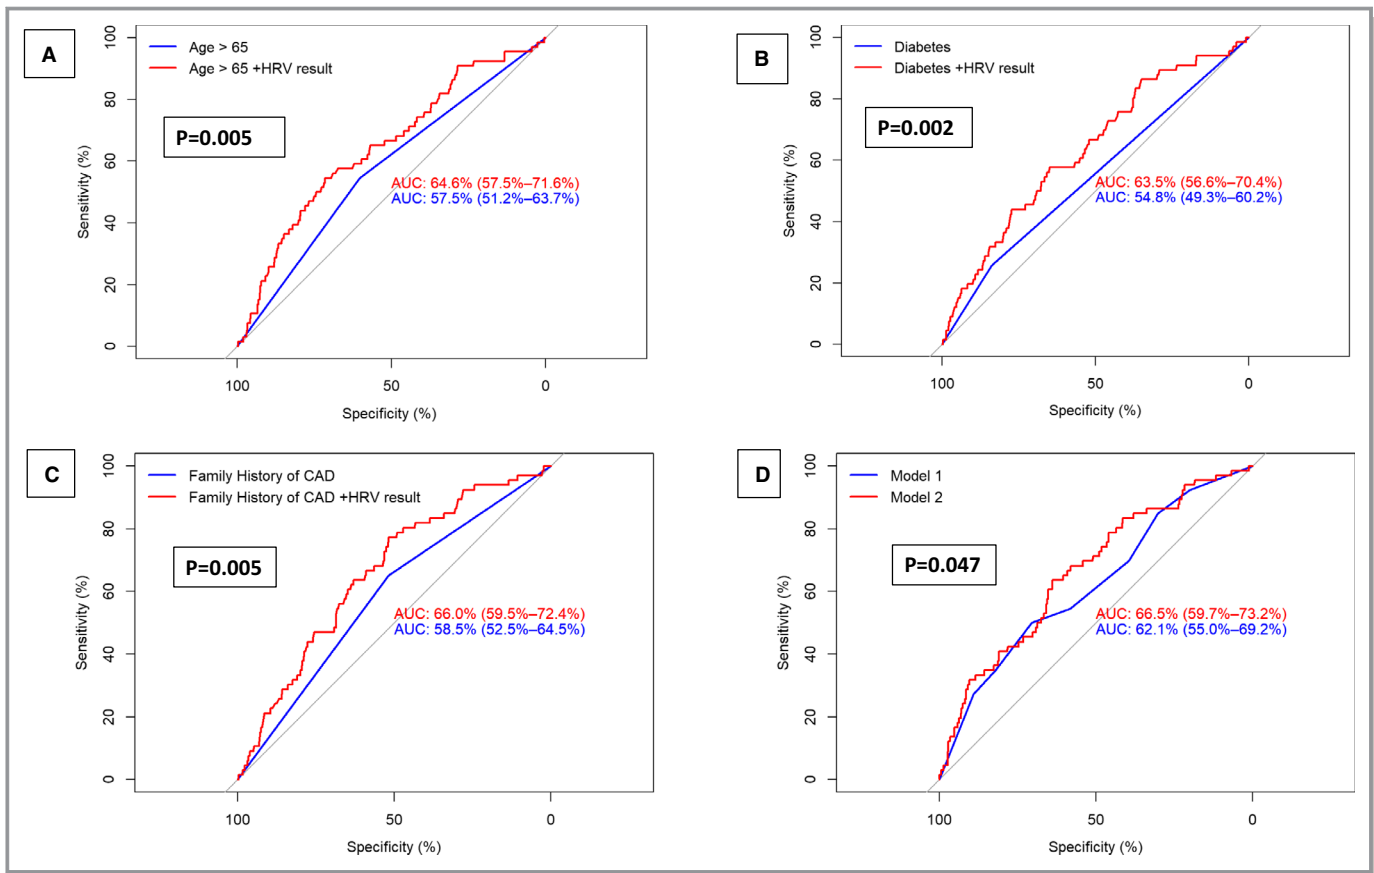 A
Age > 65
Age > 65 +HRV result
P=0.005
AUC: 64.6% (57.5%–71.6%)
AUC: 57.5% (51.2%–63.7%)
Sensitivity (%)
0
20
40
60
80
100
100
50
0
Specificity (%)
B
Diabetes
Diabetes +HRV result
P=0.002
AUC: 63.5% (56.6%–70.4%)
AUC: 54.8% (49.3%–60.2%)
Sensitivity (%)
0
20
40
60
80
100
100
50
0
Specificity (%)
C
Family History of CAD
Family History of CAD +HRV result
P=0.005
AUC: 66.0% (59.5%–72.4%)
AUC: 58.5% (52.5%–64.5%)
Sensitivity (%)
0
20
40
60
80
100
100
50
0
Specificity (%)
D
Model 1
Model 2
P=0.047
AUC: 66.5% (59.7%–73.2%)
AUC: 62.1% (55.0%–69.2%)
Sensitivity (%)
0
20
40
60
80
100
100
50
0
Specificity (%)